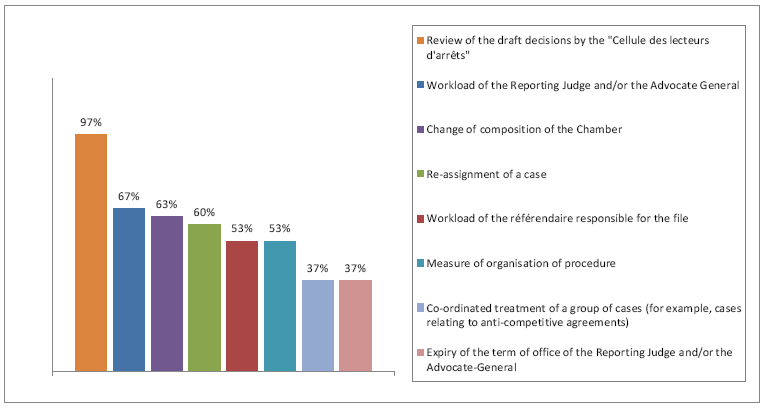 97%
67%
63%
60%
53%
53%
37%
37%
Review of the draft decisions by the "Cellule des lecteurs
d'arrêts"
Workload of the Reporting Judge and/or the Advocate General
Change of composition of the Chamber
Re-assignment of a case
Workload of the référendaire responsible for the file
Measure of organisation of procedure
Co-ordinated treatment of a group of cases (for example, cases
relating to anti-competitive agreements)
Expiry of the term of office of the Reporting Judge and/or the
Advocate-General